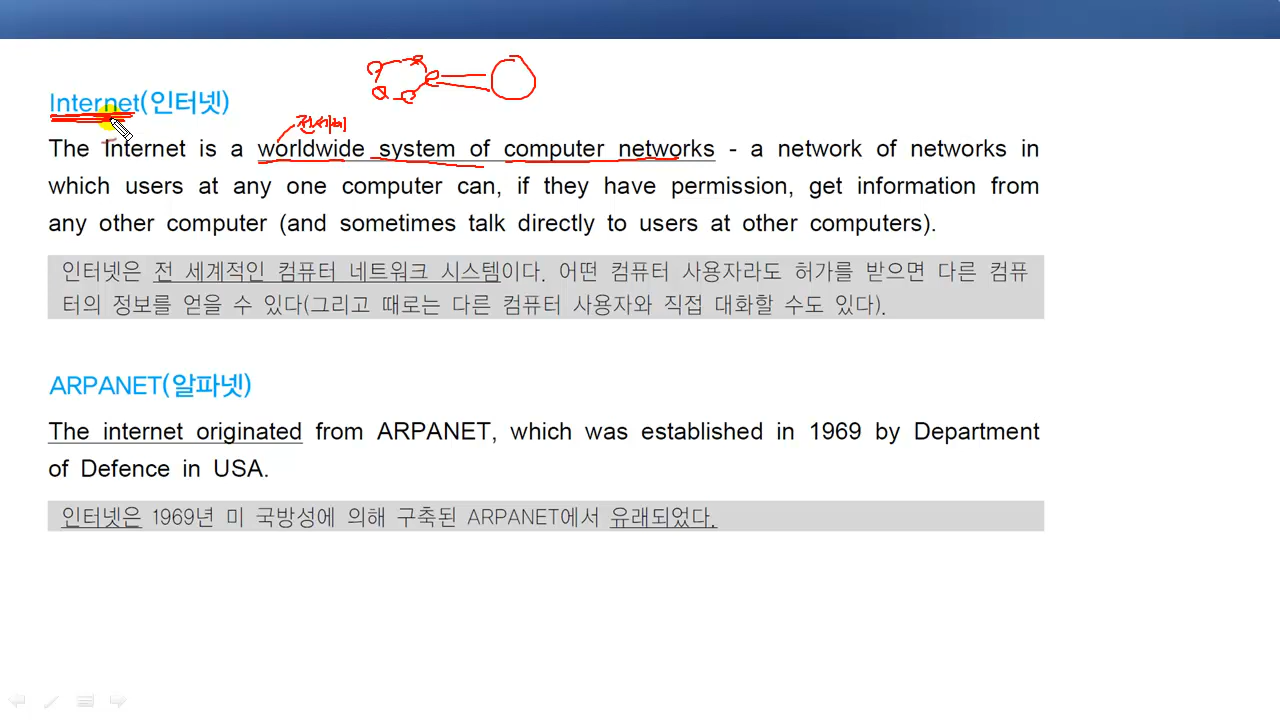 Internet(인터넷)
전세계
The Internet is a worldwide system of computer networks - a network of networks in
which users at any one computer can, if they have permission, get information from
any other computer (and sometimes talk directly to users at other computers).
인터넷은 전 세계적인 컴퓨터 네트워크 시스템이다. 어떤 컴퓨터 사용자라도 허가를 받으면 다른 컴퓨
터의 정보를 얻을 수 있다(그리고 때로는 다른 컴퓨터 사용자와 직접 대화할 수도 있다).
ARPANET(알파넷)
The internet originated from ARPANET, which was established in 1969 by Department
of Defence in USA.
인터넷은 1969년 미 국방성에 의해 구축된 ARPANET에서 유래되었다.